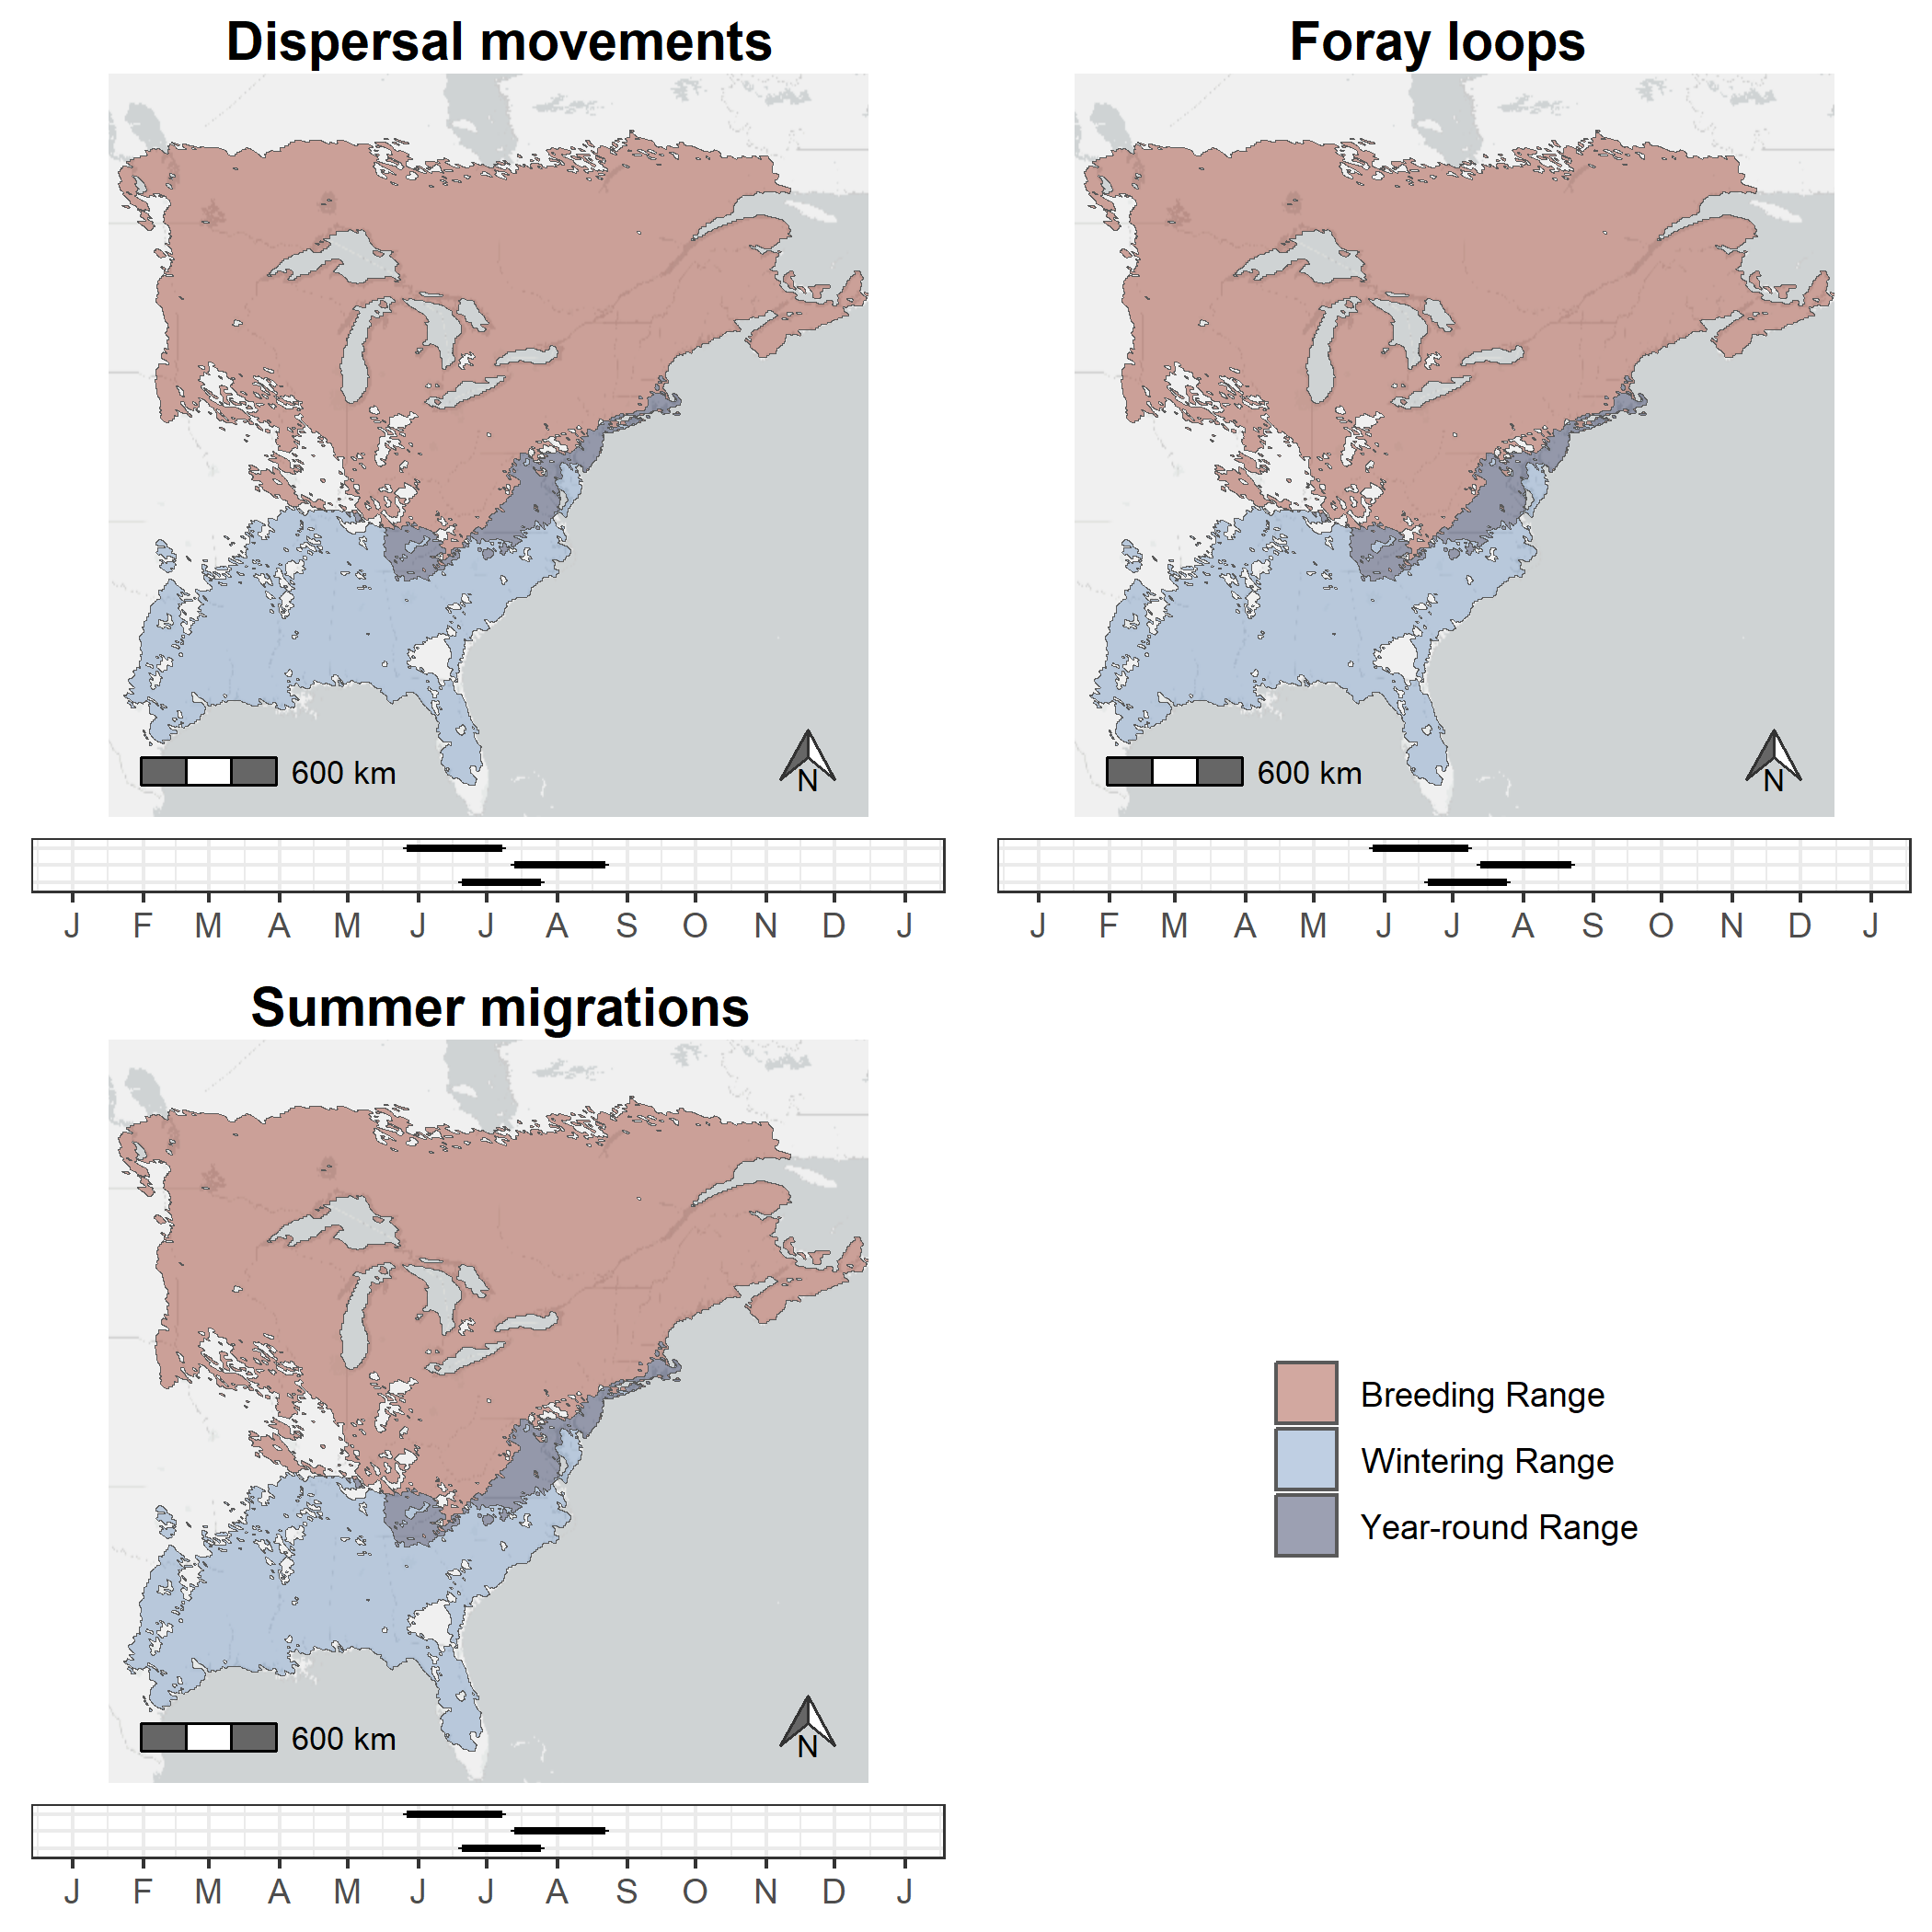 Dispersal movements
Foray loops
600 km
N
600 km
N
J F M A M J J A S O N D J
J F M A M J J A S O N D J
Summer migrations
Breeding Range
Wintering Range
Year-round Range
600 km
N
J F M A M J J A S O N D J